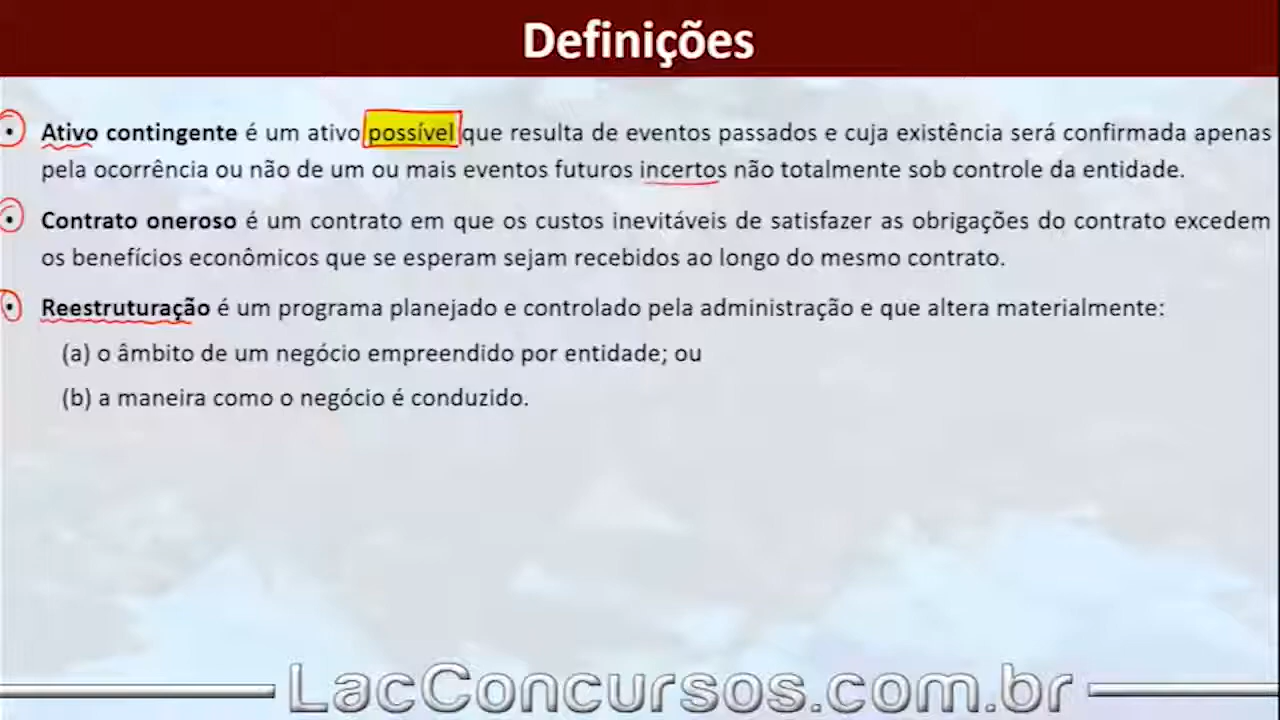 Definições
• Ativo contingente é um ativo possível que resulta de eventos passados e cuja existência será confirmada apenas
pela ocorrência ou não de um ou mais eventos futuros incertos não totalmente sob controle da entidade.
• Contrato oneroso é um contrato em que os custos inevitáveis de satisfazer as obrigações do contrato excedem
os benefícios econômicos que se esperam sejam recebidos ao longo do mesmo contrato.
• Reestruturação é um programa planejado e controlado pela administração e que altera materialmente:
(a) o âmbito de um negócio empreendido por entidade; ou
(b) a maneira como o negócio é conduzido.
LacConcursos.com.br